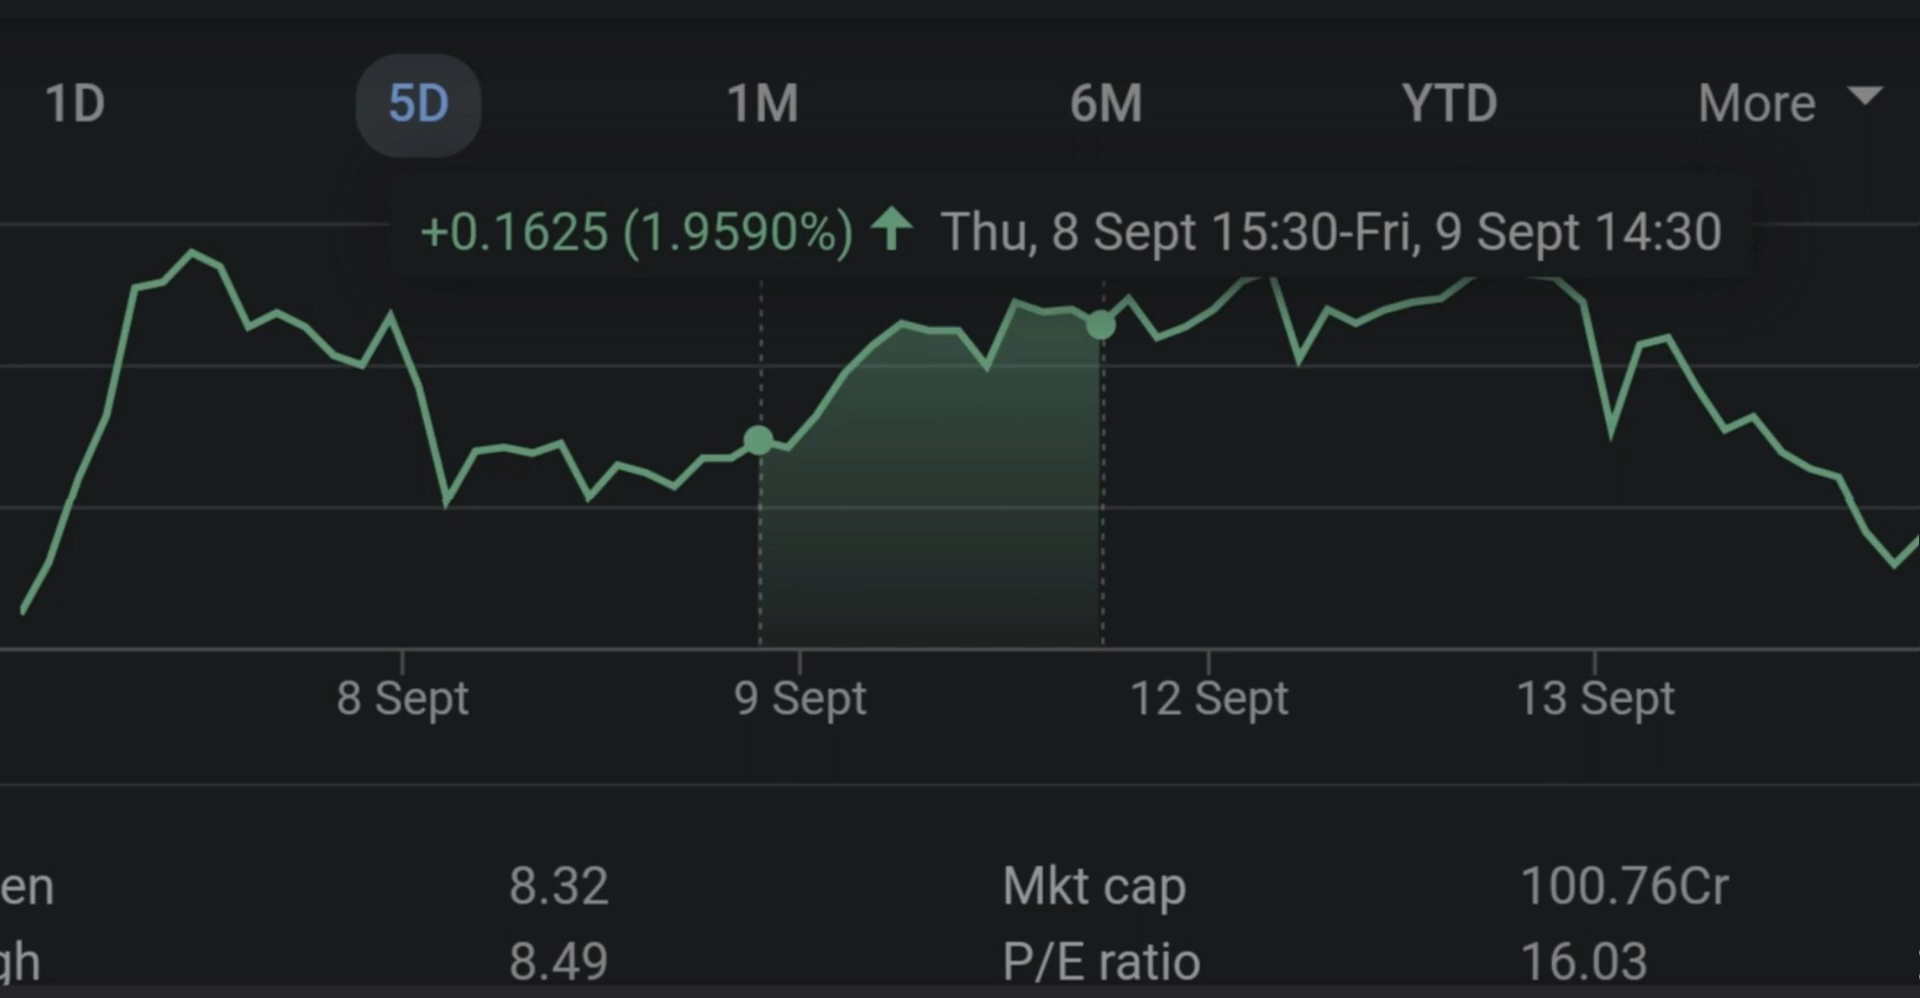 1D 5D 1M 6M YTD More
+0.1625 (1.9590%) Thu, 8 Sept 15:30-Fri, 9 Sept 14:30
8 Sept 9 Sept 12 Sept 13 Sept
en 8.32 Mkt cap 100.76Cr
gh 8.49 P/E ratio 16.03